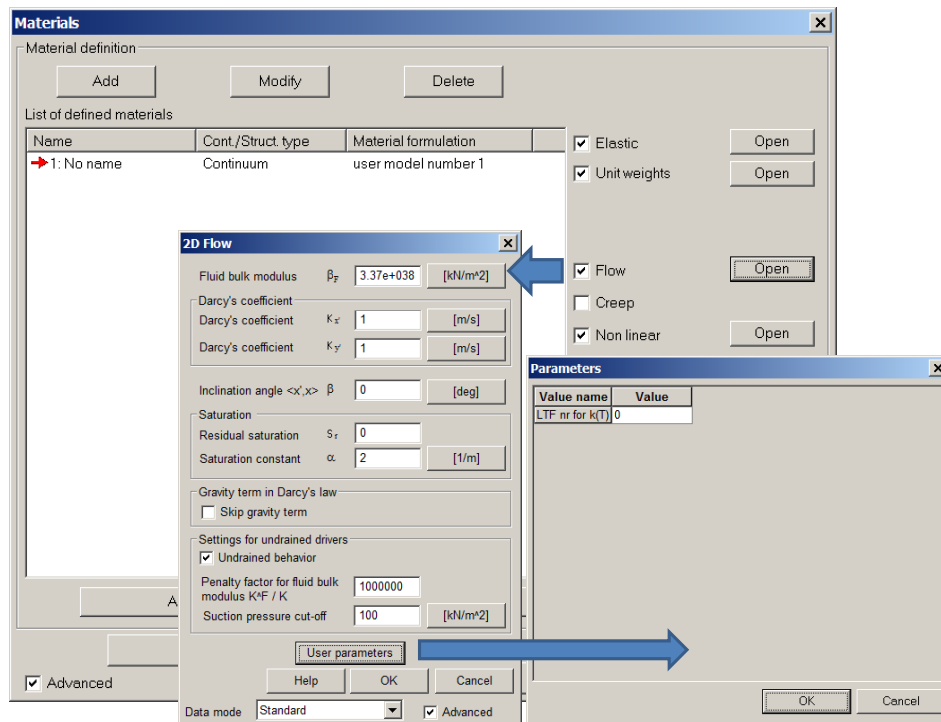 Materials
Material definition
Add Modify Delete
List of defined materials
Name Cont./Struct. type Material formulation
1: No name Continuum user model number 1
Elastic Open
Unit weights Open
Flow Open
Creep
Non linear Open
2D Flow
Fluid bulk modulus βF 3.37e+038 [kN/m^2]
Darcy's coefficient
Darcy's coefficient Kx' 1 [m/s]
Darcy's coefficient Ky' 1 [m/s]
Inclination angle <x',x> β 0 [deg]
Saturation
Residual saturation Sr 0
Saturation constant α 2 [1/m]
Gravity term in Darcy's law
Skip gravity term
Settings for undrained drivers
Undrained behavior
Penalty factor for fluid bulk
modulus K^F / K 1000000
Suction pressure cut-off 100 [kN/m^2]
User parameters
Help OK Cancel
Data mode Standard Advanced
Parameters
Value name Value
LTF nr for k(T) 0
OK Cancel
A
Advanced